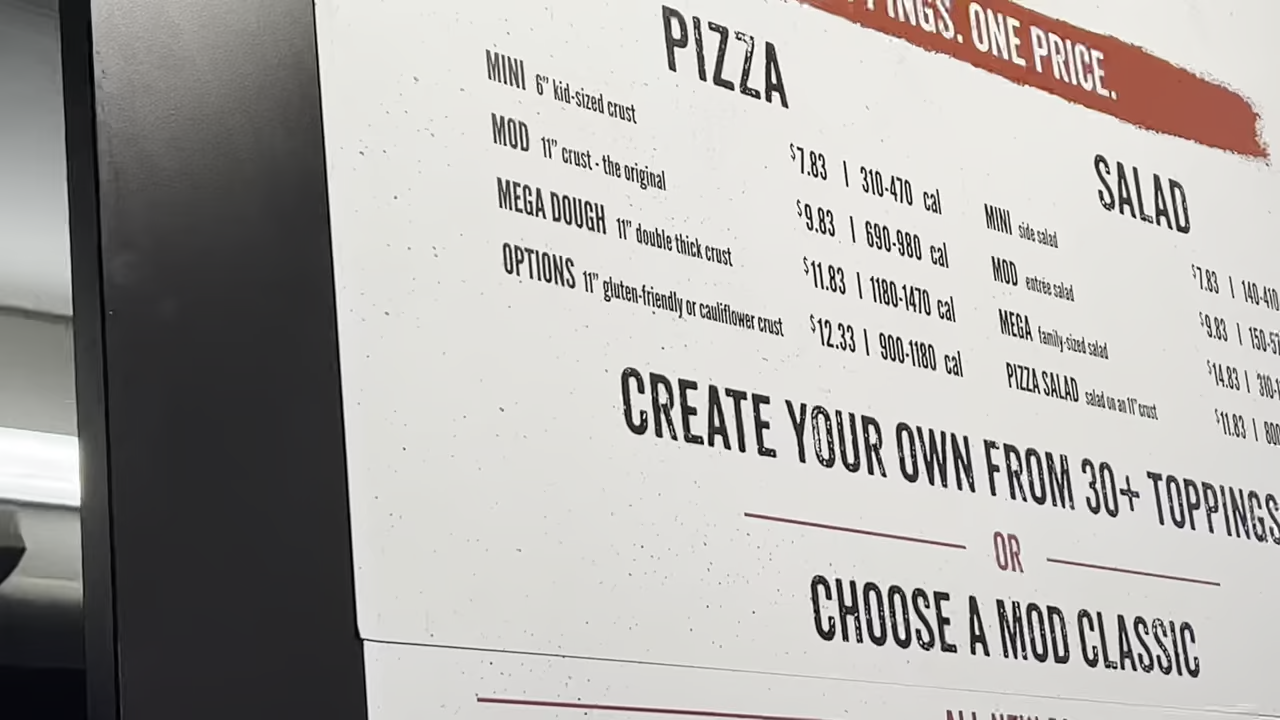 INGS. ONE PRICE.
PIZZA
MINI 6" kid-sized crust $7.83 | 310-470 cal
MOD 11" crust - the original $9.83 | 690-980 cal
MEGA DOUGH 11" double thick crust $11.83 | 1180-1470 cal
OPTIONS 11" gluten-friendly or cauliflower crust $12.33 | 900-1180 cal
SALAD
MINI side salad $7.83 | 140-410
MOD entrée salad $9.83 | 150-57
MEGA family-sized salad $14.83 | 310-
PIZZA SALAD salad on an 11" crust $11.83 | 800
CREATE YOUR OWN FROM 30+ TOPPINGS
OR
CHOOSE A MOD CLASSIC